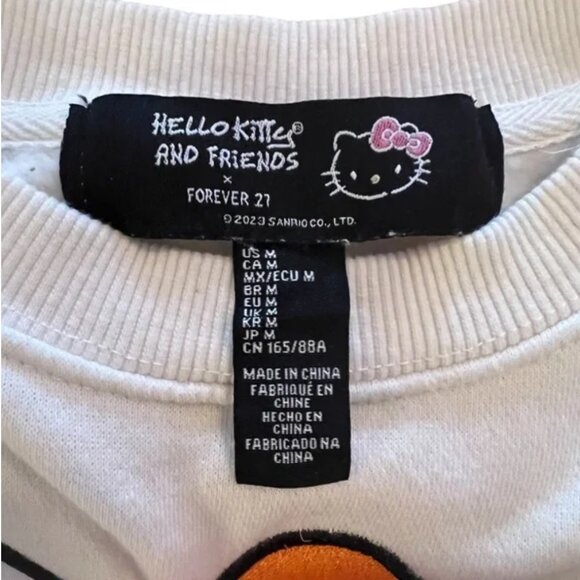 HELLO KiTTy®
AND FRiENDS
×
FOREVER 21
©2023 SANRIO CO., LTD.
US M
CA M
MX/ECU M
BR M
EU M
UK M
KR M
JP M
CN 165/88A
MADE IN CHINA
FABRIQUÉ EN
CHINE
HECHO EN
CHINA
FABRICADO NA
CHINA